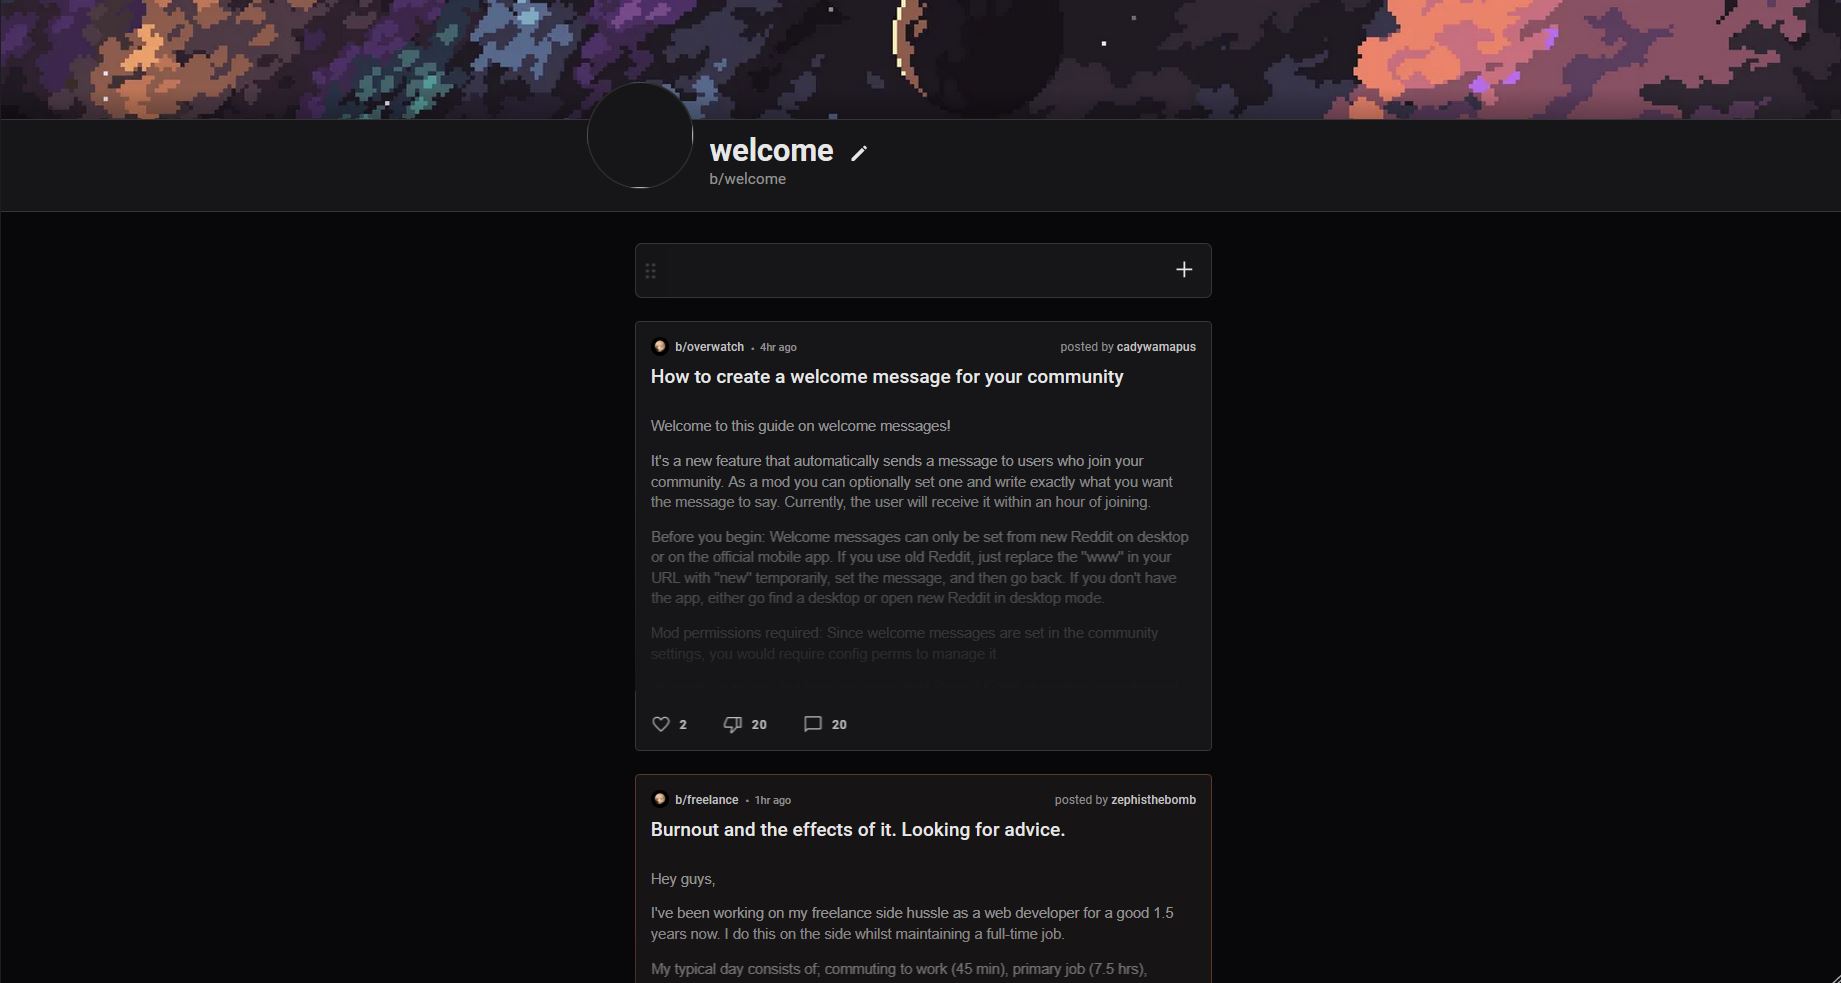 welcome
b/welcome
b/overwatch • 4hr ago posted by cadywamapus
How to create a welcome message for your community
Welcome to this guide on welcome messages!
It's a new feature that automatically sends a message to users who join your
community. As a mod you can optionally set one and write exactly what you want
the message to say. Currently, the user will receive it within an hour of joining.
Before you begin: Welcome messages can only be set from new Reddit on desktop
or on the official mobile app. If you use old Reddit, just replace the "www" in your
URL with "new" temporarily, set the message, and then go back. If you don't have
the app, either go find a desktop or open new Reddit in desktop mode.
Mod permissions required: Since welcome messages are set in the community
settings, you would require config perms to manage it
2 20 20
b/freelance • 1hr ago posted by zephisthebomb
Burnout and the effects of it. Looking for advice.
Hey guys,
I've been working on my freelance side hussle as a web developer for a good 1.5
years now. I do this on the side whilst maintaining a full-time job.
My typical day consists of; commuting to work (45 min), primary job (7.5 hrs),